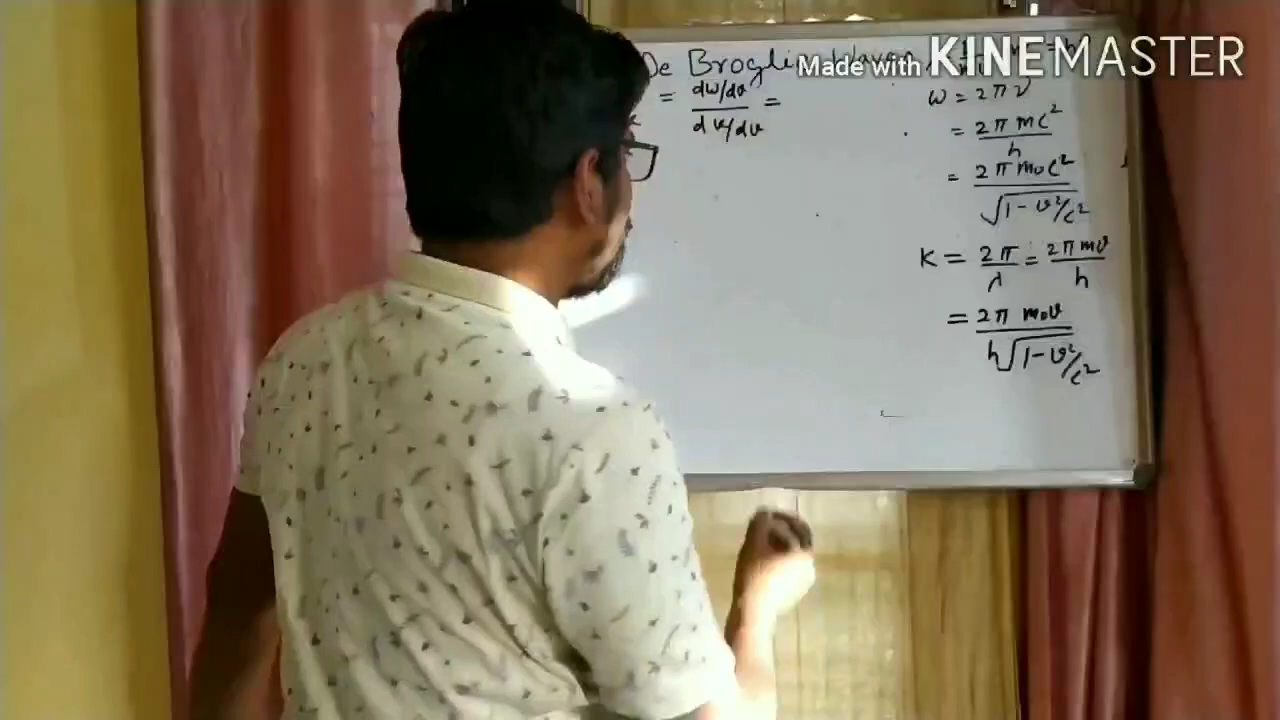 De Broglie Waves
Made with KINEMASTER
= dω/dv / dk/dv =
ω = 2πν
= 2π mc² / h
= 2π m₀c² / √1 - v²/c²
K = 2π / λ = 2π mv / h
= 2π m₀v / h√1 - v²/c²